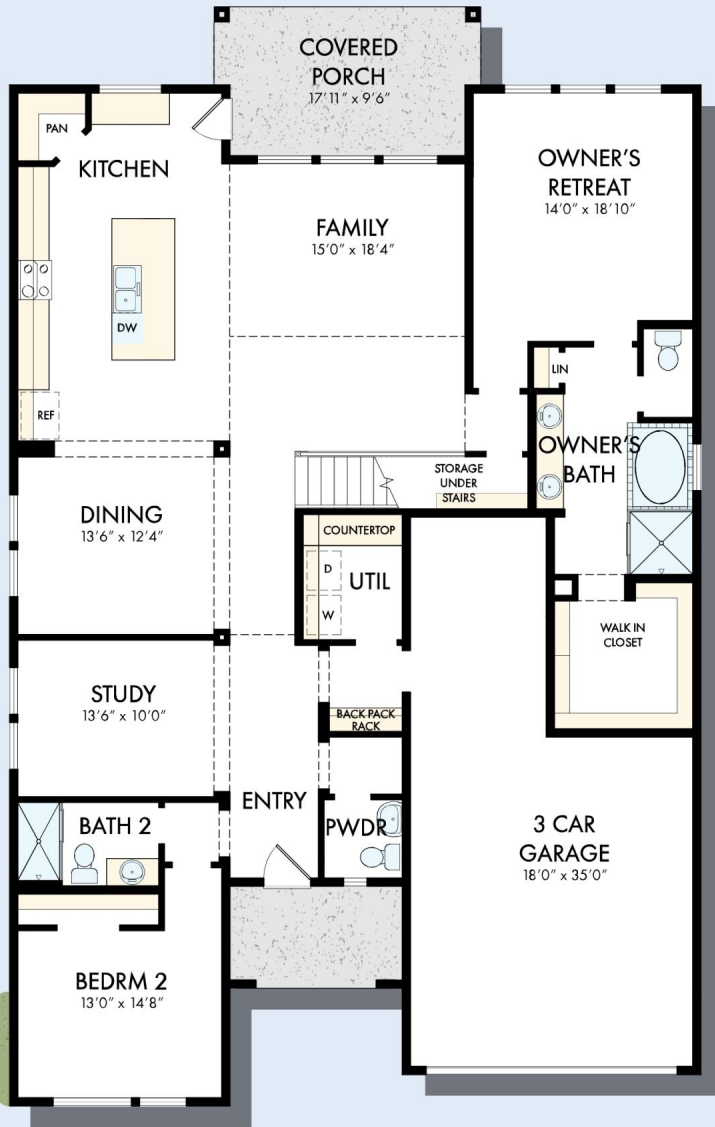 COVERED
PORCH
17'11" x 9'6"
PAN
KITCHEN
OWNER'S
RETREAT
14'0" x 18'10"
FAMILY
15'0" x 18'4"
DW
LIN
REF
OWNER'S
BATH
STORAGE
UNDER
STAIRS
DINING
13'6" x 12'4"
COUNTERTOP
D
UTIL
W
WALK IN
CLOSET
STUDY
13'6" x 10'0"
BACK PACK
RACK
ENTRY
BATH 2
PWDR
3 CAR
GARAGE
18'0" x 35'0"
BEDRM 2
13'0" x 14'8"